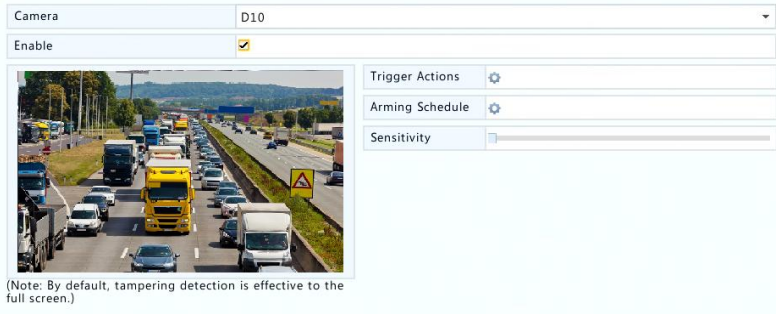 Camera
D10
Enable
Trigger Actions
Arming Schedule
Sensitivity
(Note: By default, tampering detection is effective to the
full screen.)